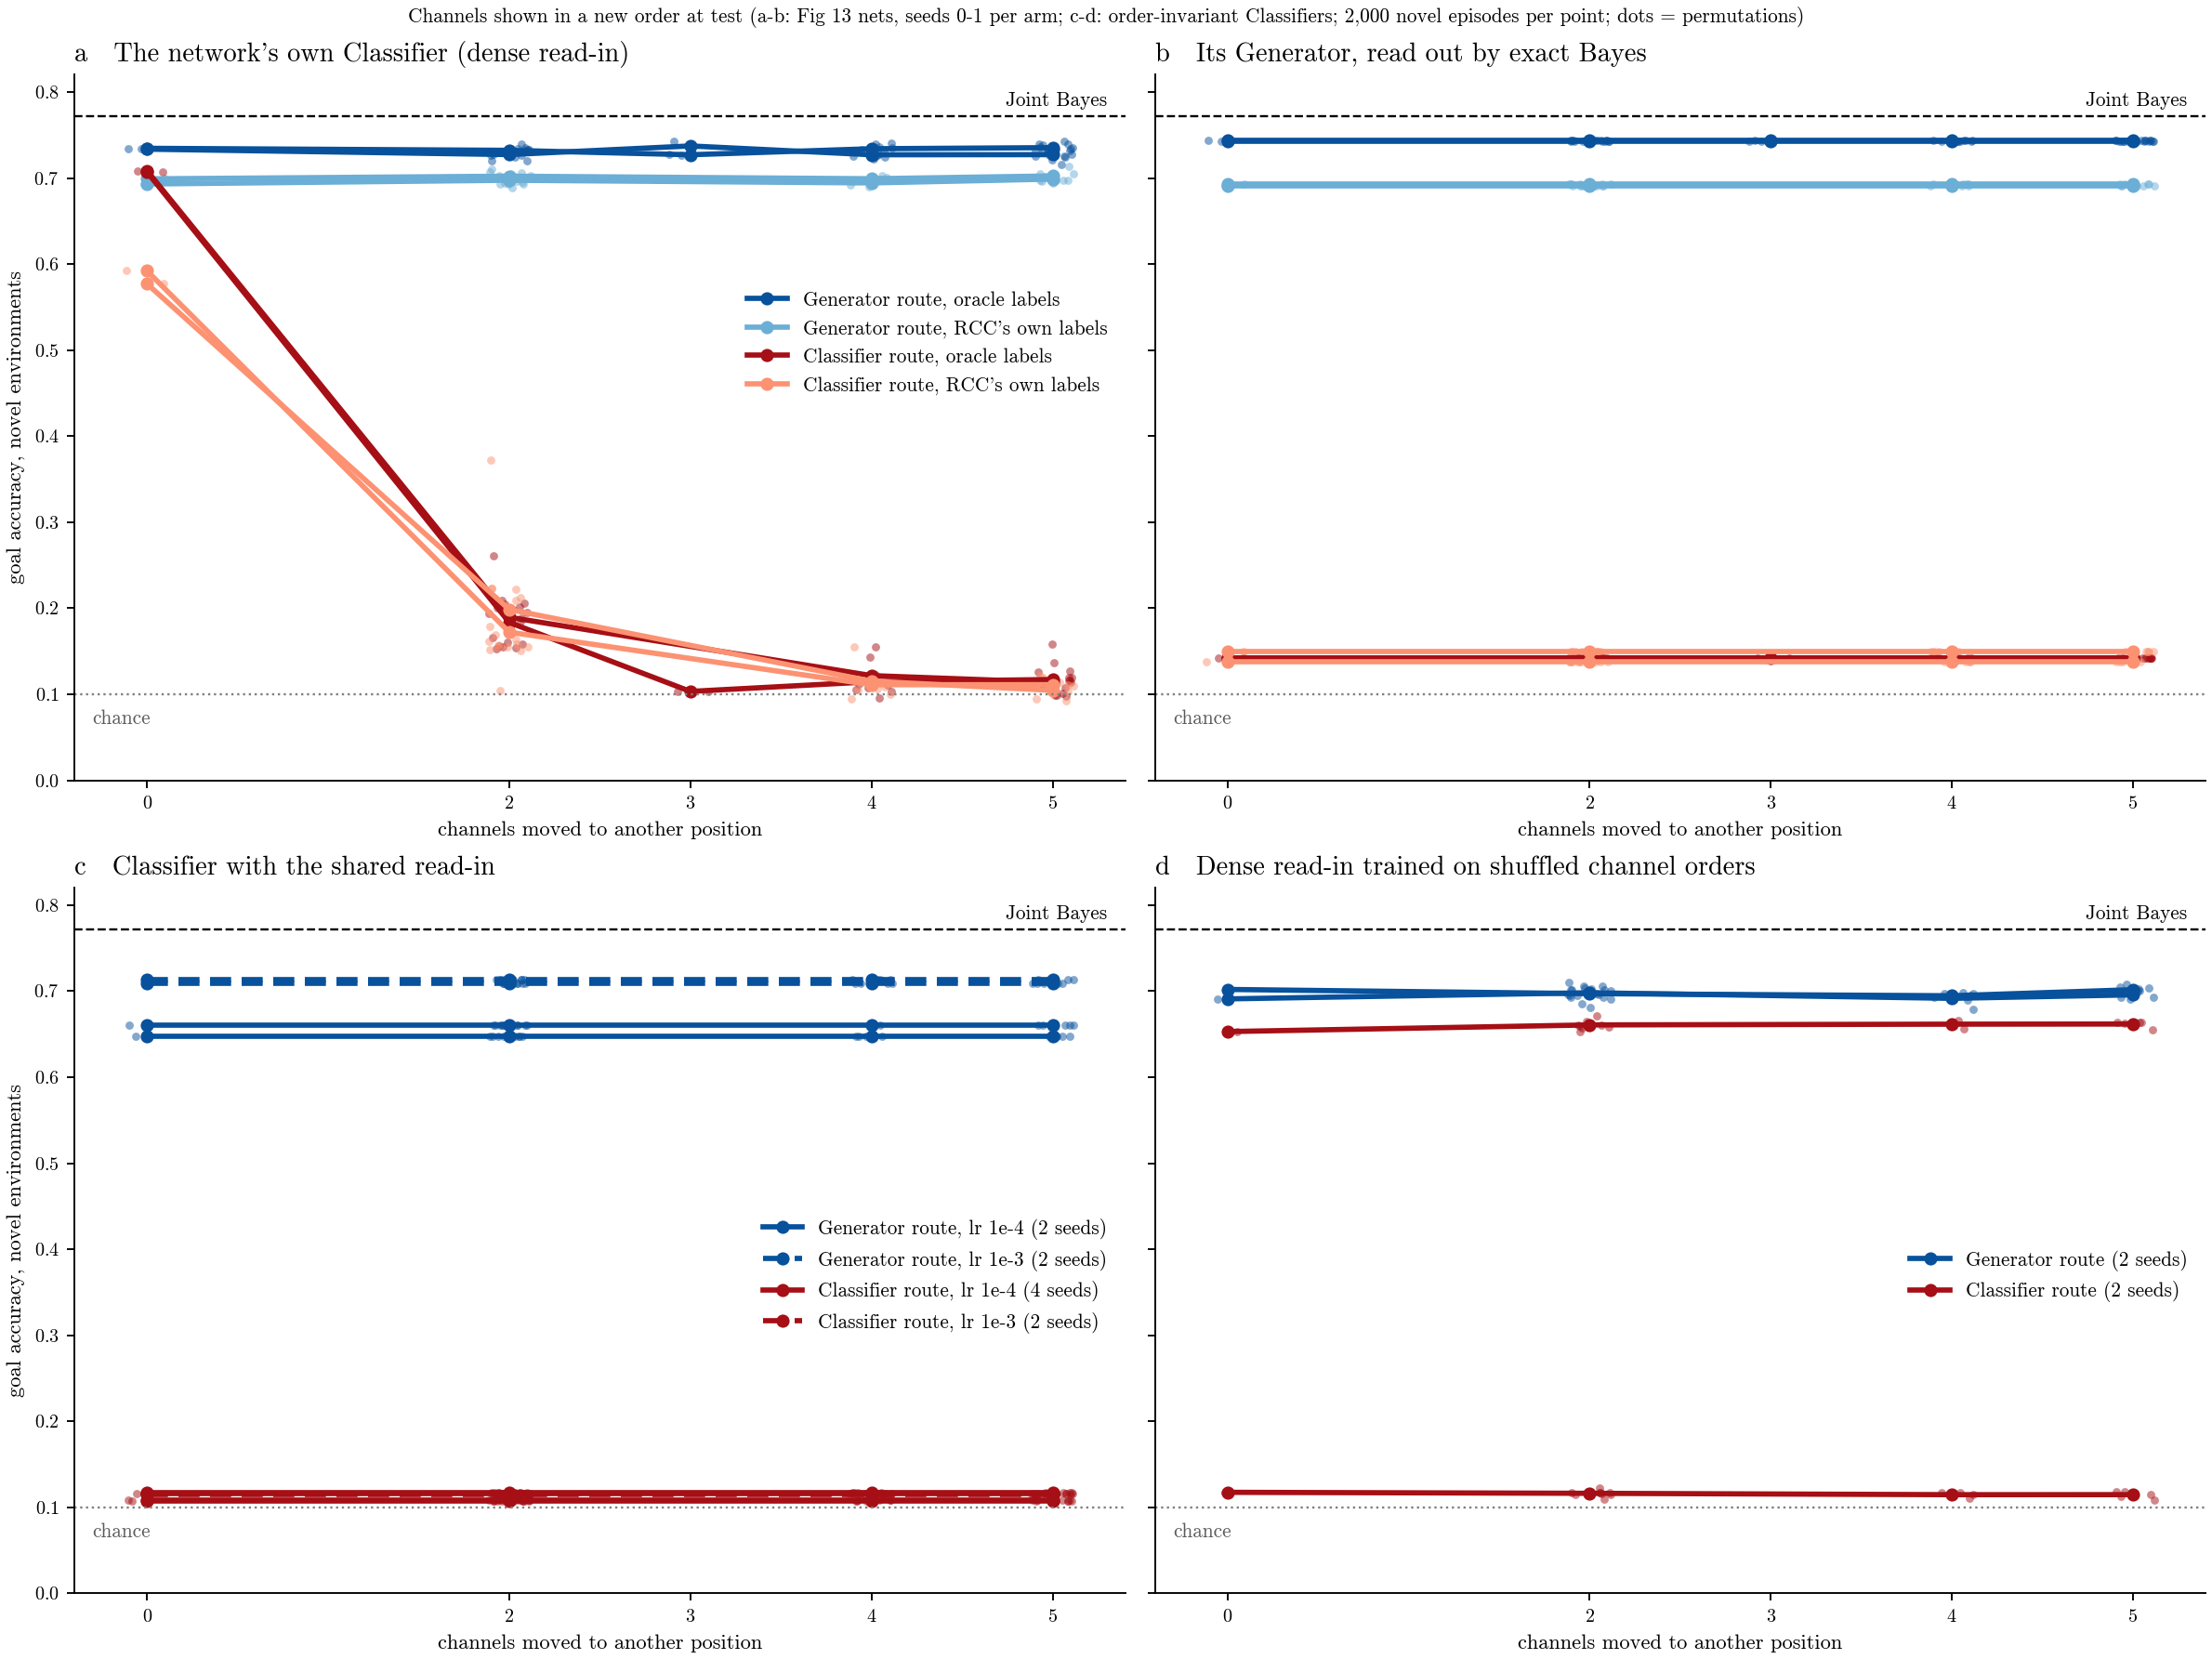 Channels shown in a new order at test (a-b: Fig 13 nets, seeds 0-1 per arm; c-d: order-invariant Classifiers; 2,000 novel episodes per point; dots = permutations)
a The network's own Classifier (dense read-in)
0.8
0.7
0.6
0.5
0.4
0.3
0.2
0.1
0.0
goal accuracy, novel environments
Joint Bayes
Generator route, oracle labels
Generator route, RCC's own labels
Classifier route, oracle labels
Classifier route, RCC's own labels
chance
0 2 3 4 5
channels moved to another position
b Its Generator, read out by exact Bayes
Joint Bayes
chance
0 2 3 4 5
channels moved to another position
c Classifier with the shared read-in
0.8
0.7
0.6
0.5
0.4
0.3
0.2
0.1
0.0
goal accuracy, novel environments
Joint Bayes
Generator route, lr 1e-4 (2 seeds)
Generator route, lr 1e-3 (2 seeds)
Classifier route, lr 1e-4 (4 seeds)
Classifier route, lr 1e-3 (2 seeds)
chance
0 2 3 4 5
channels moved to another position
d Dense read-in trained on shuffled channel orders
Joint Bayes
Generator route (2 seeds)
Classifier route (2 seeds)
chance
0 2 3 4 5
channels moved to another position